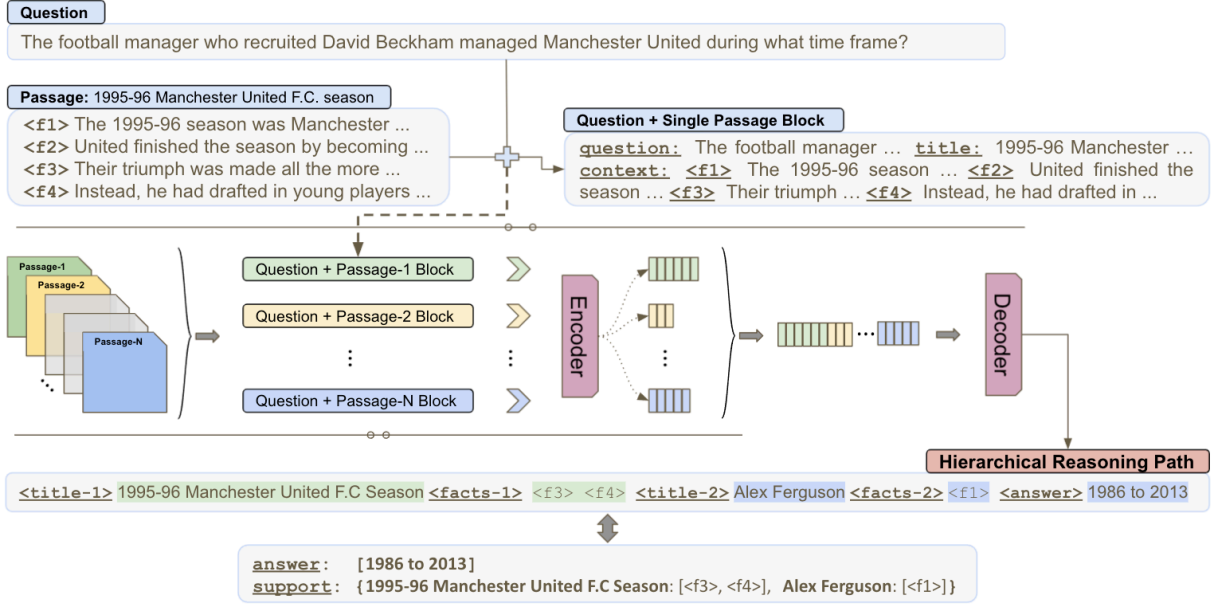 Question
The football manager who recruited David Beckham managed Manchester United during what time frame?
Passage: 1995-96 Manchester United F.C. season
<f1> The 1995-96 season was Manchester ...
<f2> United finished the season by becoming ...
<f3> Their triumph was made all the more ...
<f4> Instead, he had drafted in young players ...
Question + Single Passage Block
question: The football manager ... title: 1995-96 Manchester ...
context: <f1> The 1995-96 season ... <f2> United finished the
season ... <f3> Their triumph ... <f4> Instead, he had drafted in ...
Passage-1
Passage-2
Passage-N
Question + Passage-1 Block
Question + Passage-2 Block
Question + Passage-N Block
Encoder
Decoder
Hierarchical Reasoning Path
<title-1> 1995-96 Manchester United F.C Season <facts-1> <f3> <f4> <title-2> Alex Ferguson <facts-2> <f1> <answer> 1986 to 2013
answer: [1986 to 2013]
support: {1995-96 Manchester United F.C Season: [<f3>, <f4>], Alex Ferguson: [<f1>]}